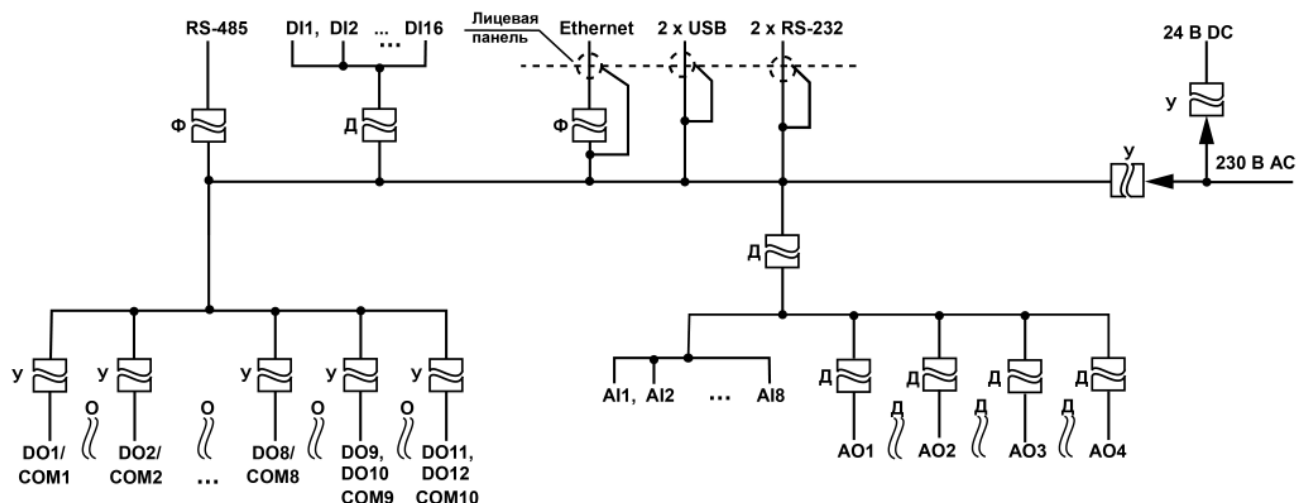 Лицевая
панель
RS-485
DI1, DI2 ... DI16
...
Ethernet
2 x USB
2 x RS-232
24 В DC
У
Ф
Д
Ф
У
230 В AC
Д
У
У
У
У
У
О
О
О
О
DO1/
COM1
DO2/
COM2
...
DO8/
COM8
DO9,
DO10
COM9
DO11,
DO12
COM10
AI1, AI2 ... AI8
Д
Д
Д
Д
Д
Д
Д
AO1
AO2
AO3
AO4